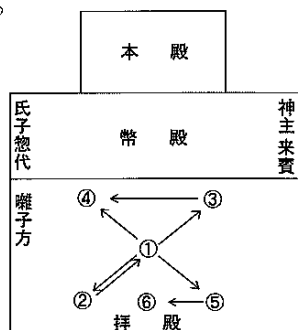 。
本殿
氏子惣代
幣殿
神主来賓
囃子方
④
③
①
②
⑥
⑤
拝殿